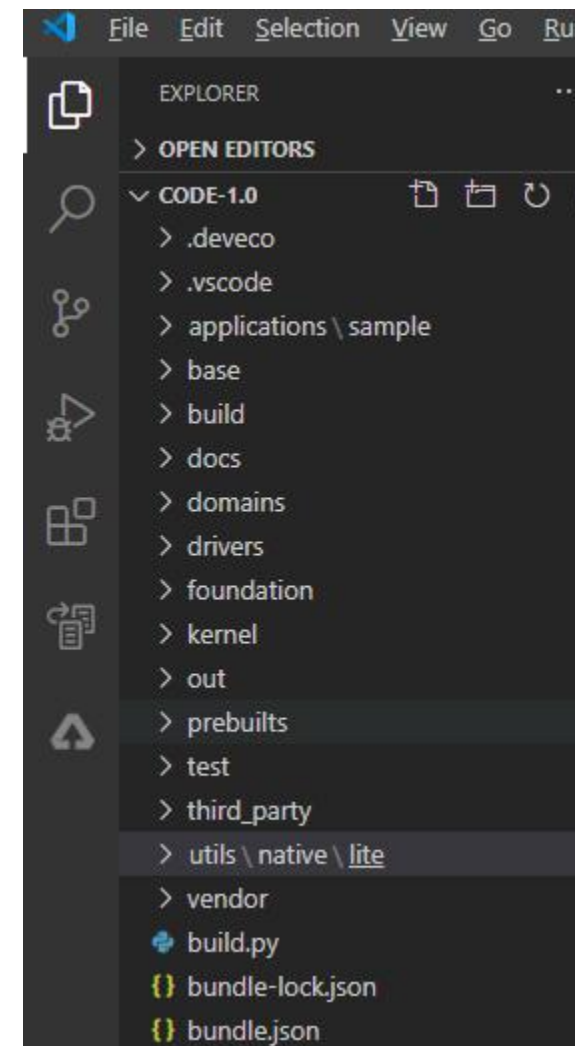 File Edit Selection View Go Ru
EXPLORER
OPEN EDITORS
CODE-1.0
.deveco
.vscode
applications \ sample
base
build
docs
domains
drivers
foundation
kernel
out
prebuilts
test
third_party
utils \ native \ lite
vendor
build.py
{} bundle-lock.json
{} bundle.json